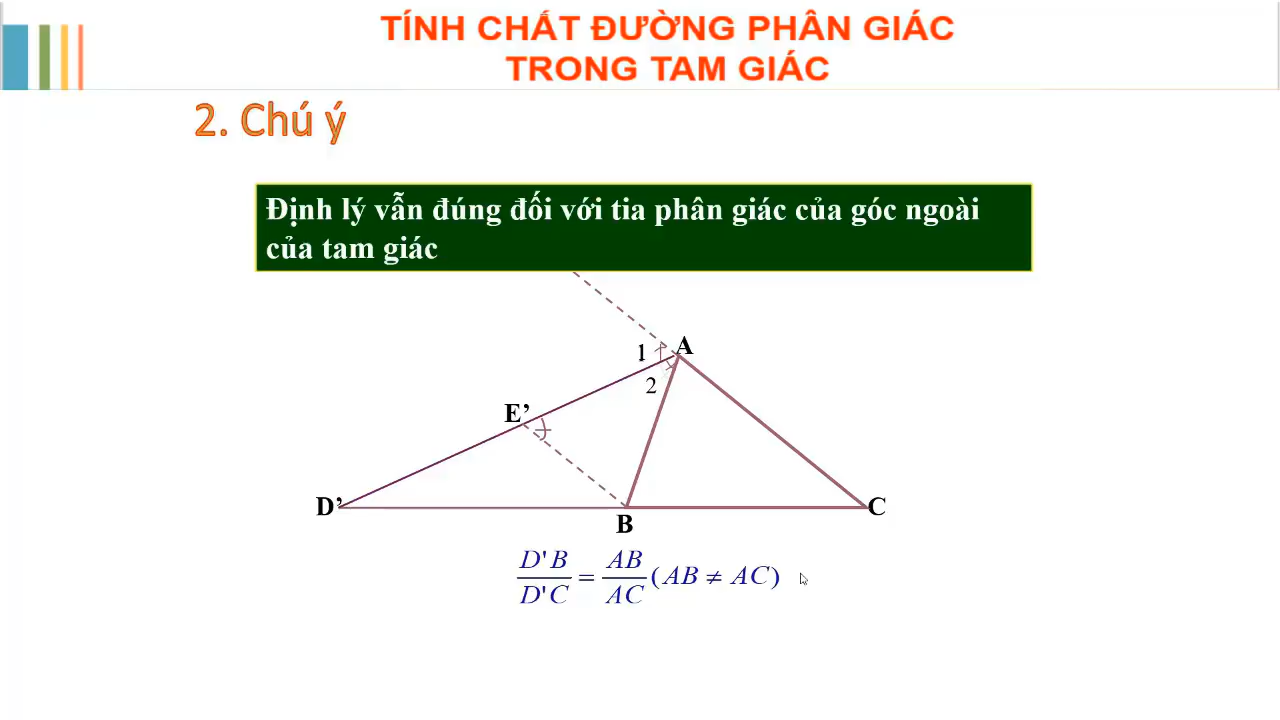 TÍNH CHẤT ĐƯỜNG PHÂN GIÁC
TRONG TAM GIÁC
2. Chú ý
Định lý vẫn đúng đối với tia phân giác của góc ngoài
của tam giác
A
1
2
E’
D’
B
C
D'B/D'C = AB/AC (AB ≠ AC)